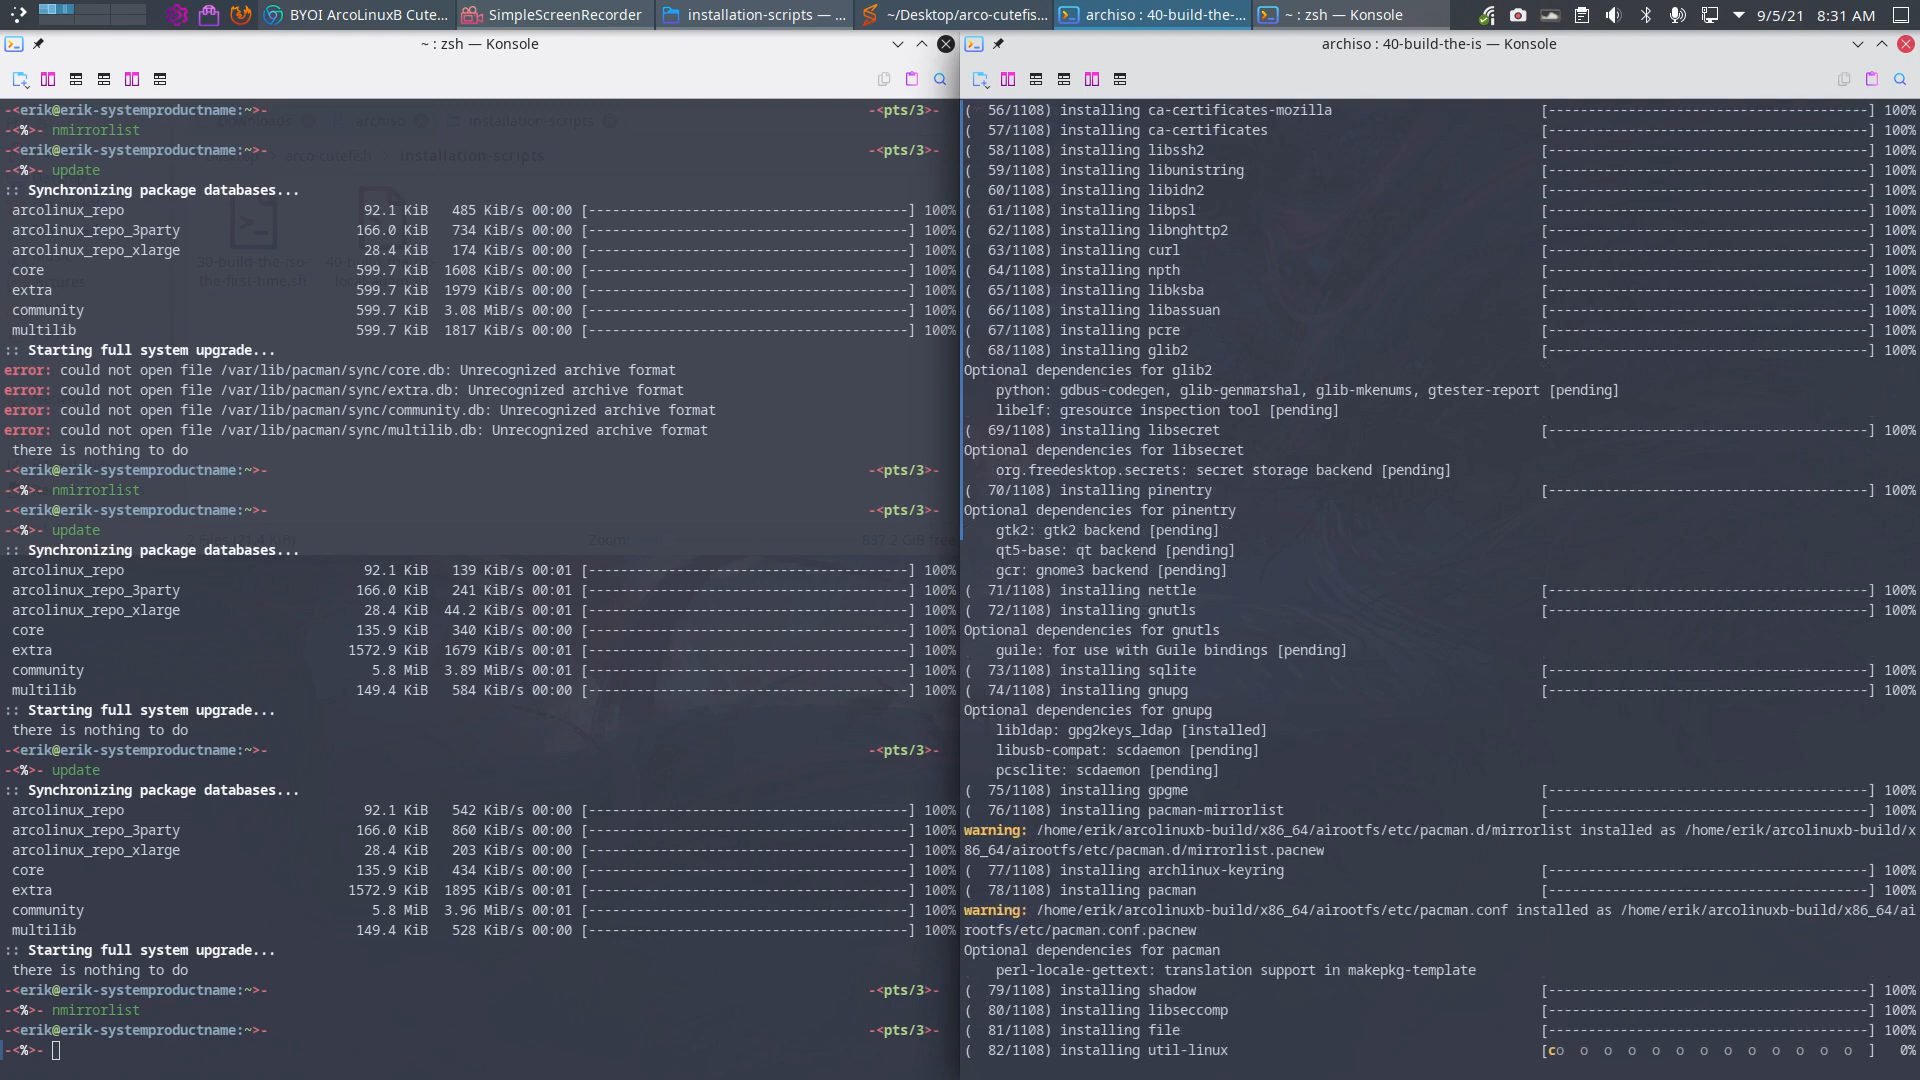 BYOI ArcoLinuxB Cute...
SimpleScreenRecorder
installation-scripts — ...
~/Desktop/arco-cutefis...
archiso : 40-build-the-...
~ : zsh — Konsole
9/5/21
8:31 AM
~ : zsh — Konsole
-<erik@erik-systemproductname:~>- -<pts/3>-
-<%>- nmirrorlist
-<erik@erik-systemproductname:~>- -<pts/3>-
-<%>- update
:: Synchronizing package databases...
arcolinux_repo 92.1 KiB 485 KiB/s 00:00 [----------------------------------------] 100%
arcolinux_repo_3party 166.0 KiB 734 KiB/s 00:00 [----------------------------------------] 100%
arcolinux_repo_xlarge 28.4 KiB 174 KiB/s 00:00 [----------------------------------------] 100%
core 599.7 KiB 1608 KiB/s 00:00 [----------------------------------------] 100%
extra 599.7 KiB 1979 KiB/s 00:00 [----------------------------------------] 100%
community 599.7 KiB 3.08 MiB/s 00:00 [----------------------------------------] 100%
multilib 599.7 KiB 1817 KiB/s 00:00 [----------------------------------------] 100%
:: Starting full system upgrade...
error: could not open file /var/lib/pacman/sync/core.db: Unrecognized archive format
error: could not open file /var/lib/pacman/sync/extra.db: Unrecognized archive format
error: could not open file /var/lib/pacman/sync/community.db: Unrecognized archive format
error: could not open file /var/lib/pacman/sync/multilib.db: Unrecognized archive format
there is nothing to do
-<erik@erik-systemproductname:~>- -<pts/3>-
-<%>- nmirrorlist
-<erik@erik-systemproductname:~>- -<pts/3>-
-<%>- update
:: Synchronizing package databases...
arcolinux_repo 92.1 KiB 139 KiB/s 00:01 [----------------------------------------] 100%
arcolinux_repo_3party 166.0 KiB 241 KiB/s 00:01 [----------------------------------------] 100%
arcolinux_repo_xlarge 28.4 KiB 44.2 KiB/s 00:01 [----------------------------------------] 100%
core 135.9 KiB 340 KiB/s 00:00 [----------------------------------------] 100%
extra 1572.9 KiB 1679 KiB/s 00:01 [----------------------------------------] 100%
community 5.8 MiB 3.89 MiB/s 00:01 [----------------------------------------] 100%
multilib 149.4 KiB 584 KiB/s 00:00 [----------------------------------------] 100%
:: Starting full system upgrade...
there is nothing to do
-<erik@erik-systemproductname:~>- -<pts/3>-
-<%>- update
:: Synchronizing package databases...
arcolinux_repo 92.1 KiB 542 KiB/s 00:00 [----------------------------------------] 100%
arcolinux_repo_3party 166.0 KiB 860 KiB/s 00:00 [----------------------------------------] 100%
arcolinux_repo_xlarge 28.4 KiB 203 KiB/s 00:00 [----------------------------------------] 100%
core 135.9 KiB 434 KiB/s 00:00 [----------------------------------------] 100%
extra 1572.9 KiB 1895 KiB/s 00:01 [----------------------------------------] 100%
community 5.8 MiB 3.96 MiB/s 00:01 [----------------------------------------] 100%
multilib 149.4 KiB 528 KiB/s 00:00 [----------------------------------------] 100%
:: Starting full system upgrade...
there is nothing to do
-<erik@erik-systemproductname:~>- -<pts/3>-
-<%>- nmirrorlist
-<erik@erik-systemproductname:~>- -<pts/3>-
-<%>-
archiso : 40-build-the-is — Konsole
( 56/1108) installing ca-certificates-mozilla [----------------------------------------] 100%
( 57/1108) installing ca-certificates [----------------------------------------] 100%
( 58/1108) installing libssh2 [----------------------------------------] 100%
( 59/1108) installing libunistring [----------------------------------------] 100%
( 60/1108) installing libidn2 [----------------------------------------] 100%
( 61/1108) installing libpsl [----------------------------------------] 100%
( 62/1108) installing libnghttp2 [----------------------------------------] 100%
( 63/1108) installing curl [----------------------------------------] 100%
( 64/1108) installing npth [----------------------------------------] 100%
( 65/1108) installing libksba [----------------------------------------] 100%
( 66/1108) installing libassuan [----------------------------------------] 100%
( 67/1108) installing pcre [----------------------------------------] 100%
( 68/1108) installing glib2 [----------------------------------------] 100%
Optional dependencies for glib2
python: gdbus-codegen, glib-genmarshal, glib-mkenums, gtester-report [pending]
libelf: gresource inspection tool [pending]
( 69/1108) installing libsecret [----------------------------------------] 100%
Optional dependencies for libsecret
org.freedesktop.secrets: secret storage backend [pending]
( 70/1108) installing pinentry [----------------------------------------] 100%
Optional dependencies for pinentry
gtk2: gtk2 backend [pending]
qt5-base: qt backend [pending]
gcr: gnome3 backend [pending]
( 71/1108) installing nettle [----------------------------------------] 100%
( 72/1108) installing gnutls [----------------------------------------] 100%
Optional dependencies for gnutls
guile: for use with Guile bindings [pending]
( 73/1108) installing sqlite [----------------------------------------] 100%
( 74/1108) installing gnupg [----------------------------------------] 100%
Optional dependencies for gnupg
libldap: gpg2keys_ldap [installed]
libusb-compat: scdaemon [pending]
pcsclite: scdaemon [pending]
( 75/1108) installing gpgme [----------------------------------------] 100%
( 76/1108) installing pacman-mirrorlist [----------------------------------------] 100%
warning: /home/erik/arcolinuxb-build/x86_64/airootfs/etc/pacman.d/mirrorlist installed as /home/erik/arcolinuxb-build/x
86_64/airootfs/etc/pacman.d/mirrorlist.pacnew
( 77/1108) installing archlinux-keyring [----------------------------------------] 100%
( 78/1108) installing pacman [----------------------------------------] 100%
warning: /home/erik/arcolinuxb-build/x86_64/airootfs/etc/pacman.conf installed as /home/erik/arcolinuxb-build/x86_64/ai
rootfs/etc/pacman.conf.pacnew
Optional dependencies for pacman
perl-locale-gettext: translation support in makepkg-template
( 79/1108) installing shadow [----------------------------------------] 100%
( 80/1108) installing libseccomp [----------------------------------------] 100%
( 81/1108) installing file [----------------------------------------] 100%
( 82/1108) installing util-linux [co o o o o o o o o o o o o ] 0%